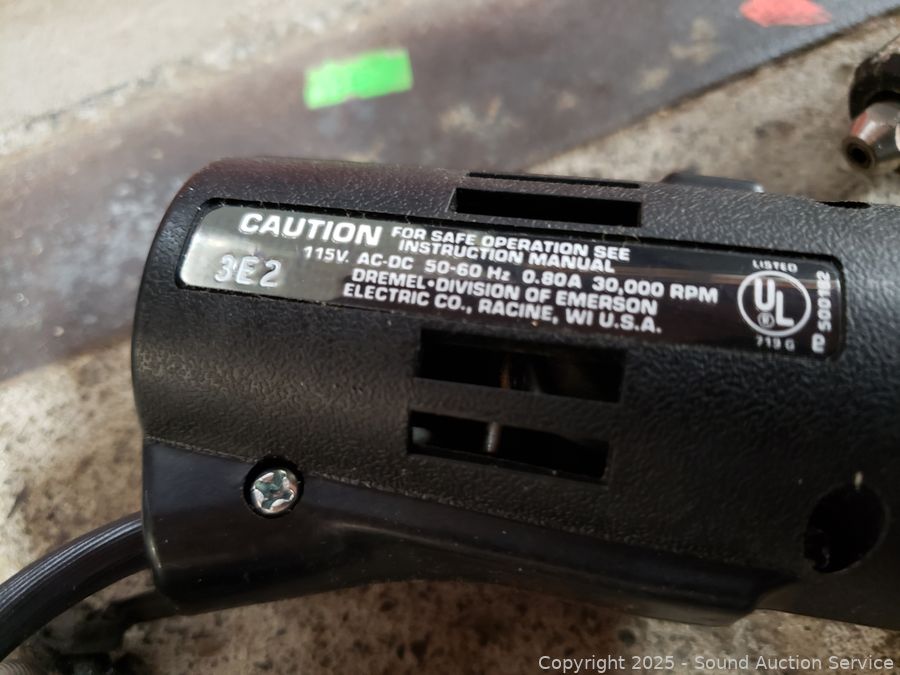 CAUTION FOR SAFE OPERATION SEE
INSTRUCTION MANUAL
3E2
115V. AC-DC 50-60 Hz 0.80A 30,000 RPM
DREMEL•DIVISION OF EMERSON
ELECTRIC CO., RACINE, WI U.S.A.
LISTED
UL
®
719 G
500182
Copyright © 2025 - Sound Auction Service